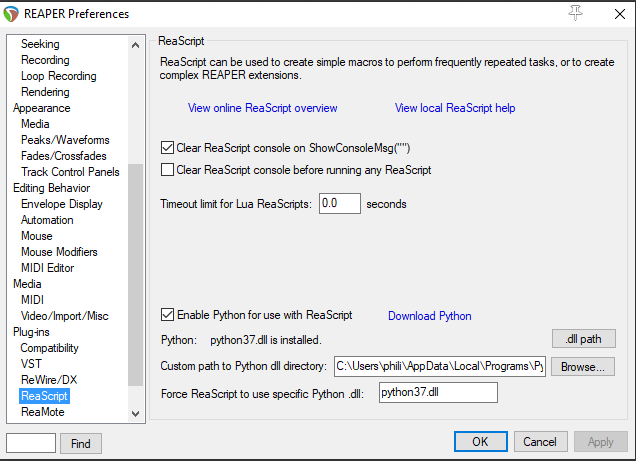 REAPER Preferences
Seeking
Recording
Loop Recording
Rendering
Appearance
Media
Peaks/Waveforms
Fades/Crossfades
Track Control Panels
Editing Behavior
Envelope Display
Automation
Mouse
Mouse Modifiers
MIDI Editor
Media
MIDI
Video/Import/Misc
Plug-ins
Compatibility
VST
ReWire/DX
ReaScript
ReaMote
Find
ReaScript
ReaScript can be used to create simple macros to perform frequently repeated tasks, or to create
complex REAPER extensions.
View online ReaScript overview View local ReaScript help
Clear ReaScript console on ShowConsoleMsg("")
Clear ReaScript console before running any ReaScript
Timeout limit for Lua ReaScripts: 0.0 seconds
Enable Python for use with ReaScript Download Python
Python: python37.dll is installed. .dll path
Custom path to Python dll directory: C:\Users\phili\AppData\Local\Programs\Py Browse...
Force ReaScript to use specific Python .dll: python37.dll
OK Cancel Apply